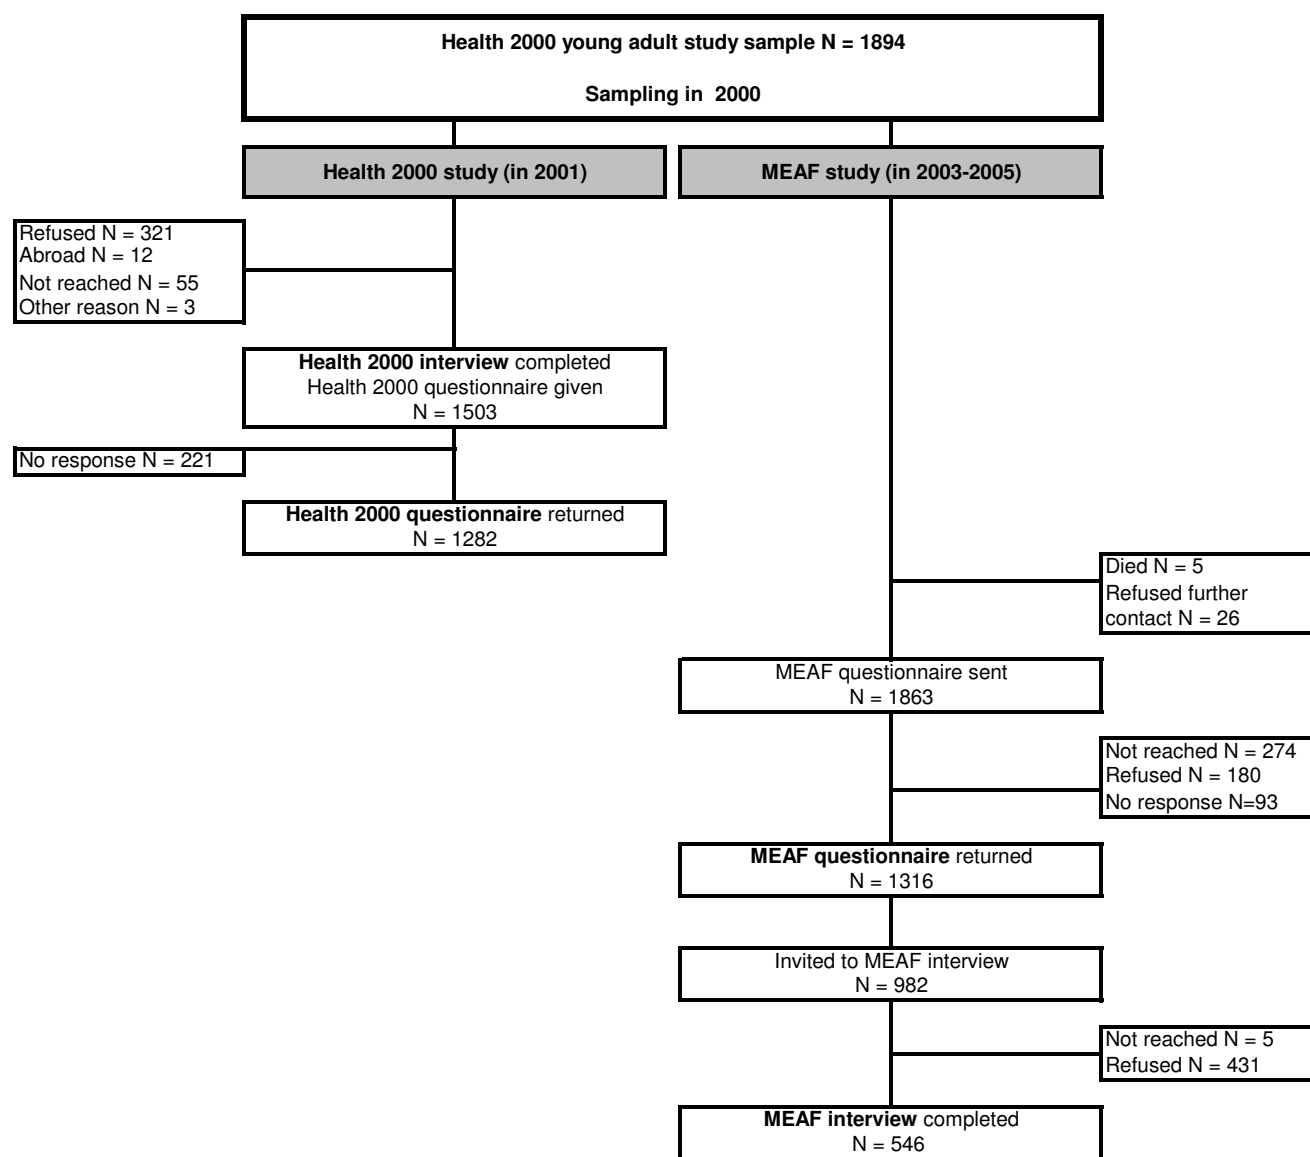 Health 2000 young adult study sample N = 1894
Sampling in 2000
Health 2000 study (in 2001)
MEAF study (in 2003-2005)
Refused N = 321
Abroad N = 12
Not reached N = 55
Other reason N = 3
Health 2000 interview completed
Health 2000 questionnaire given
N = 1503
No response N = 221
Health 2000 questionnaire returned
N = 1282
Died N = 5
Refused further
contact N = 26
MEAF questionnaire sent
N = 1863
Not reached N = 274
Refused N = 180
No response N=93
MEAF questionnaire returned
N = 1316
Invited to MEAF interview
N = 982
Not reached N = 5
Refused N = 431
MEAF interview completed
N = 546